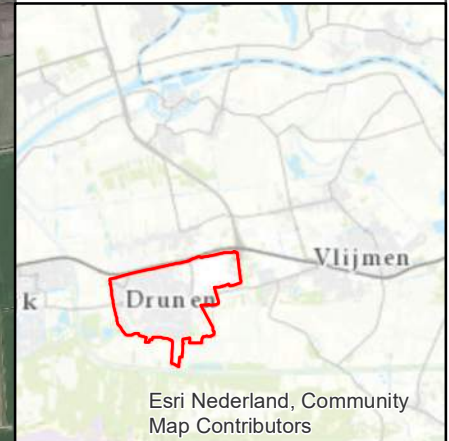 Vlijmen
k
Drunen
Esri Nederland, Community
Map Contributors